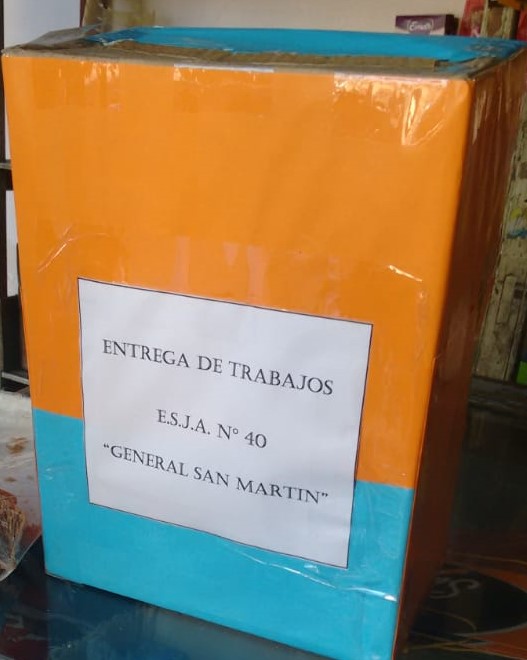 ENTREGA DE TRABAJOS
E.S.J.A. N° 40
“GENERAL SAN MARTIN”